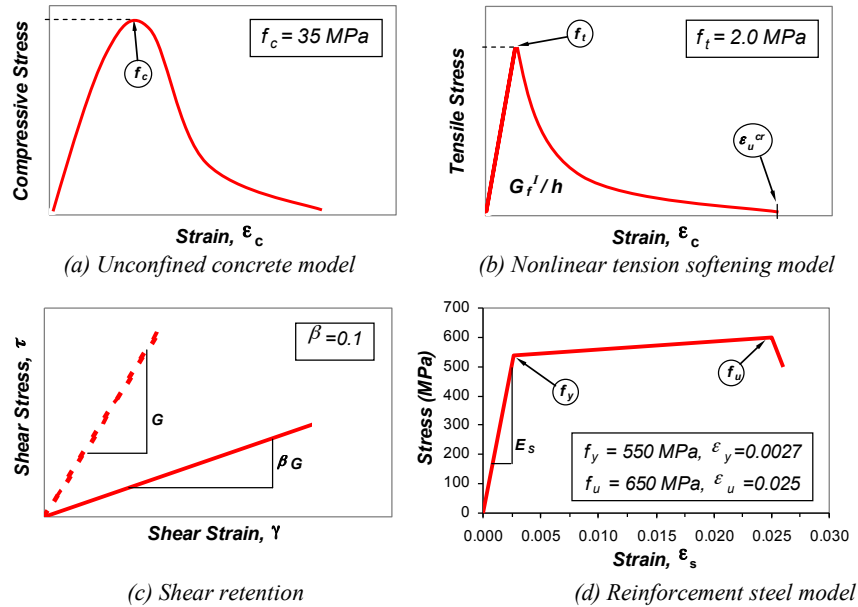 Compressive Stress
f_c = 35 MPa
f_c
Strain, ε_c
(a) Unconfined concrete model
Tensile Stress
f_t
f_t = 2.0 MPa
ε_u^cr
G_f^I/h
Strain, ε_c
(b) Nonlinear tension softening model
Shear Stress, τ
β =0.1
G
βG
Shear Strain, γ
(c) Shear retention
Stress (MPa)
700
600
500
400
300
200
100
0
f_y
f_u
E_s
f_y = 550 MPa, ε_y=0.0027
f_u = 650 MPa, ε_u =0.025
0.000 0.005 0.010 0.015 0.020 0.025 0.030
Strain, ε_s
(d) Reinforcement steel model